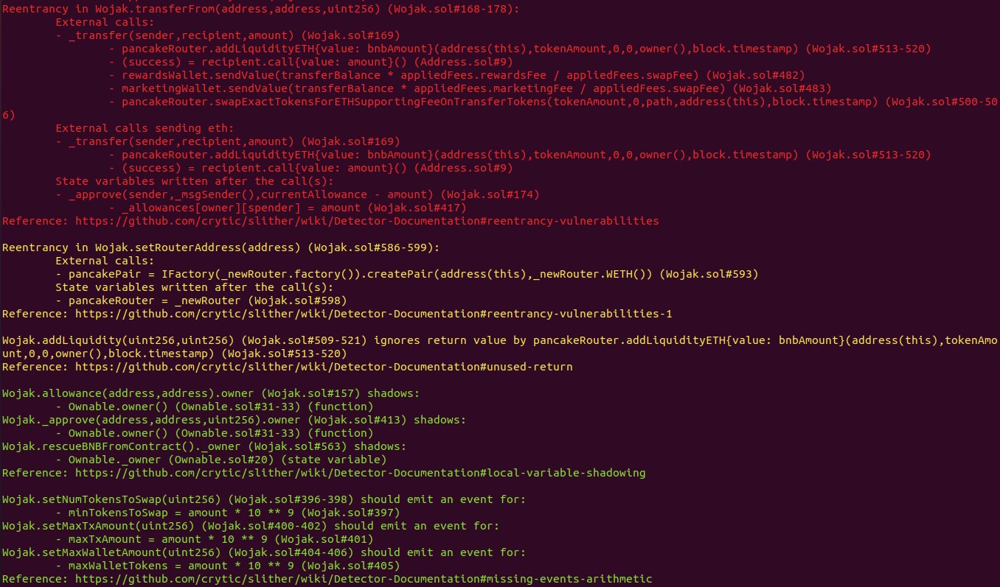 Reentrancy in Wojak.transferFrom(address,address,uint256) (Wojak.sol#168-178):
External calls:
- _transfer(sender,recipient,amount) (Wojak.sol#169)
- pancakeRouter.addLiquidityETH{value: bnbAmount}(address(this),tokenAmount,0,0,owner(),block.timestamp) (Wojak.sol#513-520)
- (success) = recipient.call{value: amount}() (Address.sol#9)
- rewardsWallet.sendValue(transferBalance * appliedFees.rewardsFee / appliedFees.swapFee) (Wojak.sol#482)
- marketingWallet.sendValue(transferBalance * appliedFees.marketingFee / appliedFees.swapFee) (Wojak.sol#483)
- pancakeRouter.swapExactTokensForETHSupportingFeeOnTransferTokens(tokenAmount,0,path,address(this),block.timestamp) (Wojak.sol#500-50
6)
External calls sending eth:
- _transfer(sender,recipient,amount) (Wojak.sol#169)
- pancakeRouter.addLiquidityETH{value: bnbAmount}(address(this),tokenAmount,0,0,owner(),block.timestamp) (Wojak.sol#513-520)
- (success) = recipient.call{value: amount}() (Address.sol#9)
State variables written after the call(s):
- _approve(sender,_msgSender(),currentAllowance - amount) (Wojak.sol#174)
- _allowances[owner][spender] = amount (Wojak.sol#417)
Reference: https://github.com/crytic/slither/wiki/Detector-Documentation#reentrancy-vulnerabilities
Reentrancy in Wojak.setRouterAddress(address) (Wojak.sol#586-599):
External calls:
- pancakePair = IFactory(_newRouter.factory()).createPair(address(this),_newRouter.WETH()) (Wojak.sol#593)
State variables written after the call(s):
- pancakeRouter = _newRouter (Wojak.sol#598)
Reference: https://github.com/crytic/slither/wiki/Detector-Documentation#reentrancy-vulnerabilities-1
Wojak.addLiquidity(uint256,uint256) (Wojak.sol#509-521) ignores return value by pancakeRouter.addLiquidityETH{value: bnbAmount}(address(this),tokenAmo
unt,0,0,owner(),block.timestamp) (Wojak.sol#513-520)
Reference: https://github.com/crytic/slither/wiki/Detector-Documentation#unused-return
Wojak.allowance(address,address).owner (Wojak.sol#157) shadows:
- Ownable.owner() (Ownable.sol#31-33) (function)
Wojak._approve(address,address,uint256).owner (Wojak.sol#413) shadows:
- Ownable.owner() (Ownable.sol#31-33) (function)
Wojak.rescueBNBFromContract()._owner (Wojak.sol#563) shadows:
- Ownable._owner (Ownable.sol#20) (state variable)
Reference: https://github.com/crytic/slither/wiki/Detector-Documentation#local-variable-shadowing
Wojak.setNumTokensToSwap(uint256) (Wojak.sol#396-398) should emit an event for:
- minTokensToSwap = amount * 10 ** 9 (Wojak.sol#397)
Wojak.setMaxTxAmount(uint256) (Wojak.sol#400-402) should emit an event for:
- maxTxAmount = amount * 10 ** 9 (Wojak.sol#401)
Wojak.setMaxWalletAmount(uint256) (Wojak.sol#404-406) should emit an event for:
- maxWalletTokens = amount * 10 ** 9 (Wojak.sol#405)
Reference: https://github.com/crytic/slither/wiki/Detector-Documentation#missing-events-arithmetic